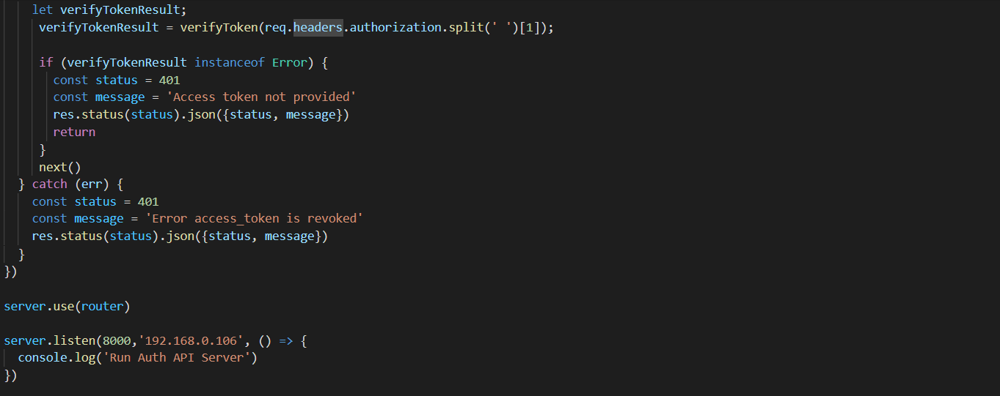 let verifyTokenResult;
verifyTokenResult = verifyToken(req.headers.authorization.split(' ')[1]);
if (verifyTokenResult instanceof Error) {
const status = 401
const message = 'Access token not provided'
res.status(status).json({status, message})
return
}
next()
} catch (err) {
const status = 401
const message = 'Error access_token is revoked'
res.status(status).json({status, message})
}
})
server.use(router)
server.listen(8000,'192.168.0.106', () => {
console.log('Run Auth API Server')
})